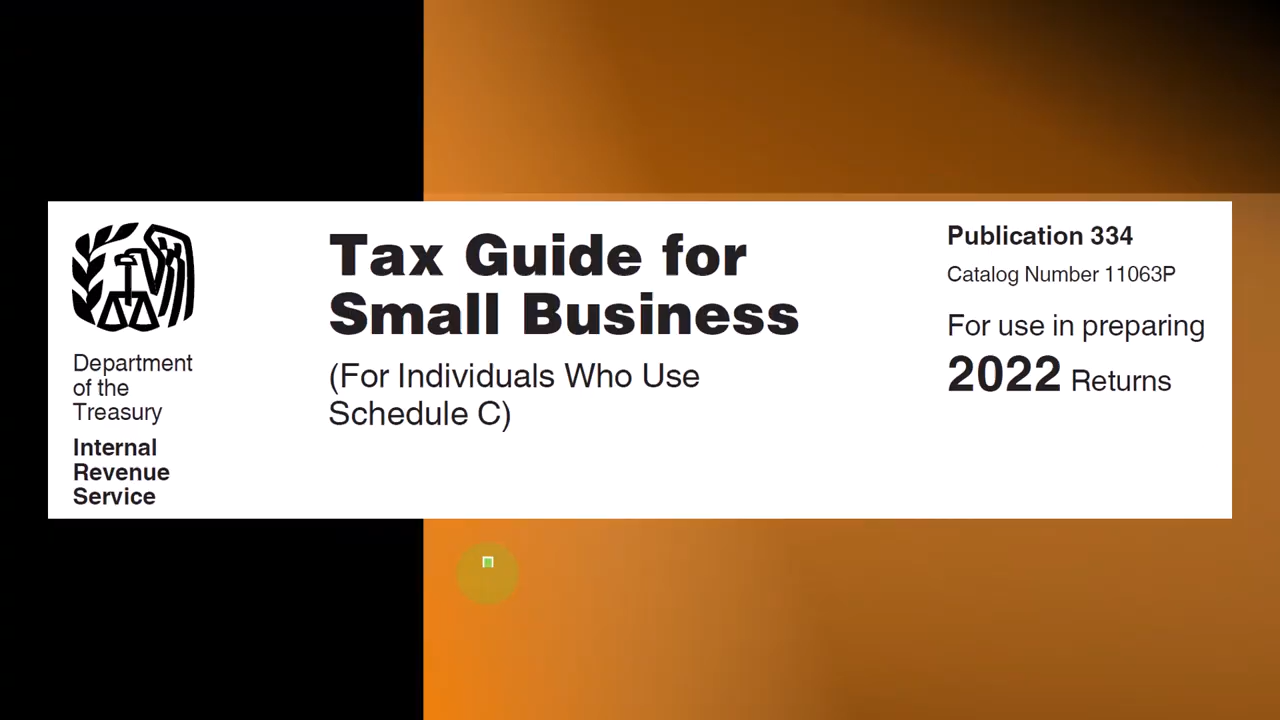 Department
of the
Treasury
Internal
Revenue
Service
Tax Guide for
Small Business
(For Individuals Who Use
Schedule C)
Publication 334
Catalog Number 11063P
For use in preparing
2022 Returns